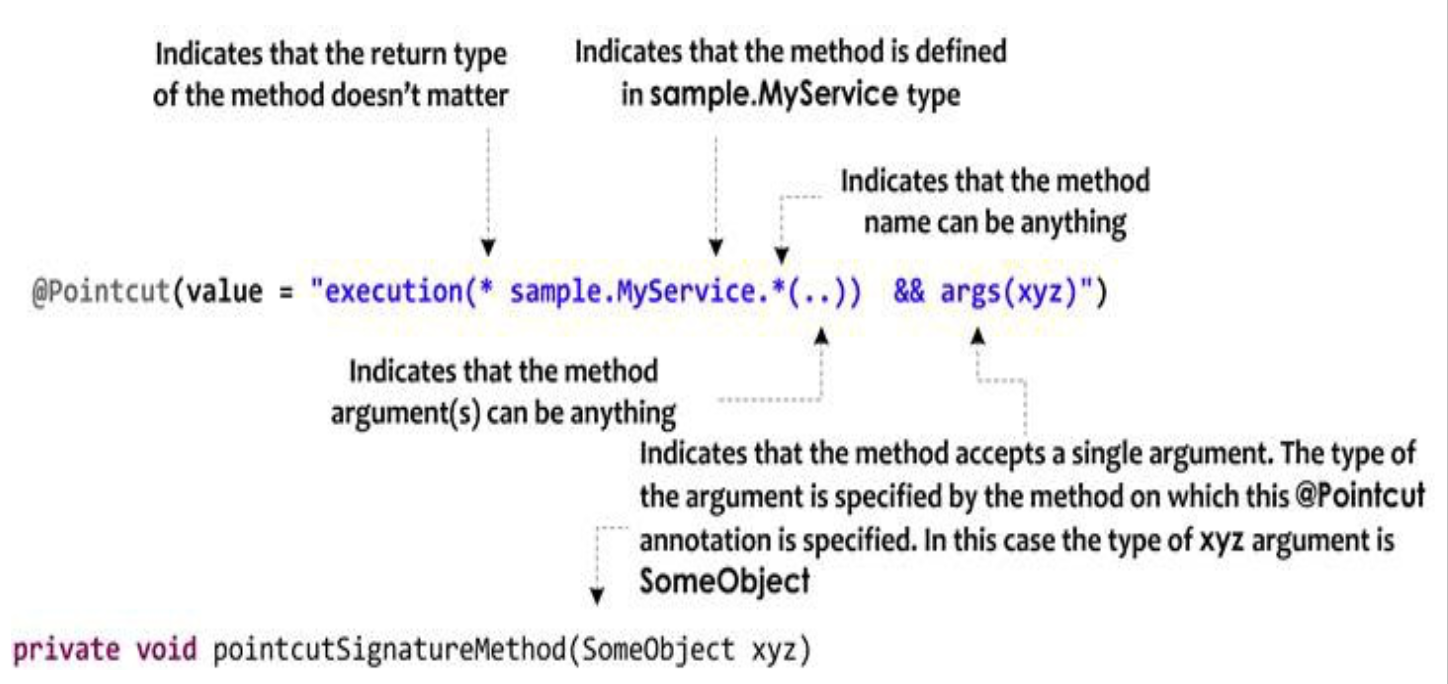 Indicates that the return type
of the method doesn't matter
Indicates that the method is defined
in sample.MyService type
Indicates that the method
name can be anything
@Pointcut(value = "execution(* sample.MyService.*(..))  && args(xyz)")
Indicates that the method
argument(s) can be anything
Indicates that the method accepts a single argument. The type of
the argument is specified by the method on which this @Pointcut
annotation is specified. In this case the type of xyz argument is
SomeObject
private void pointcutSignatureMethod(SomeObject xyz)